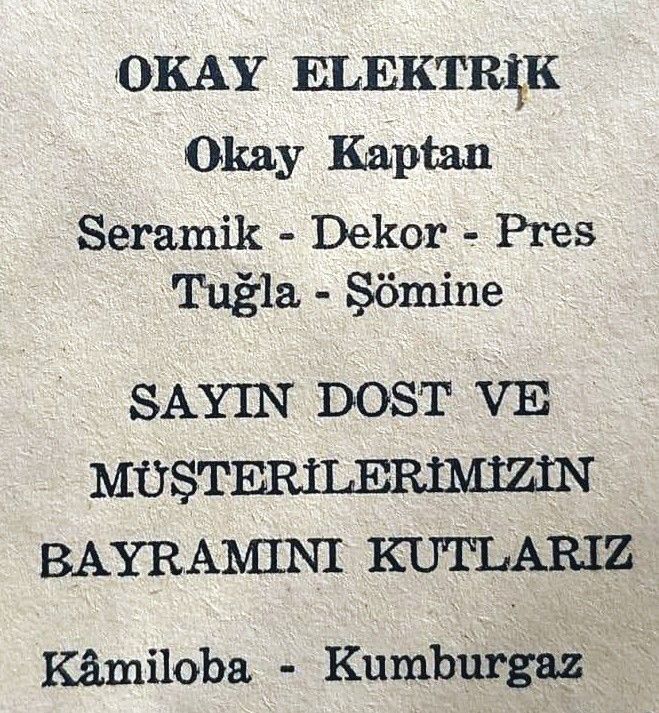 OKAY ELEKTRİK
Okay Kaptan
Seramik - Dekor - Pres
Tuğla - Şömine
SAYIN DOST VE
MÜŞTERİLERİMİZİN
BAYRAMINI KUTLARIZ
Kâmiloba - Kumburgaz